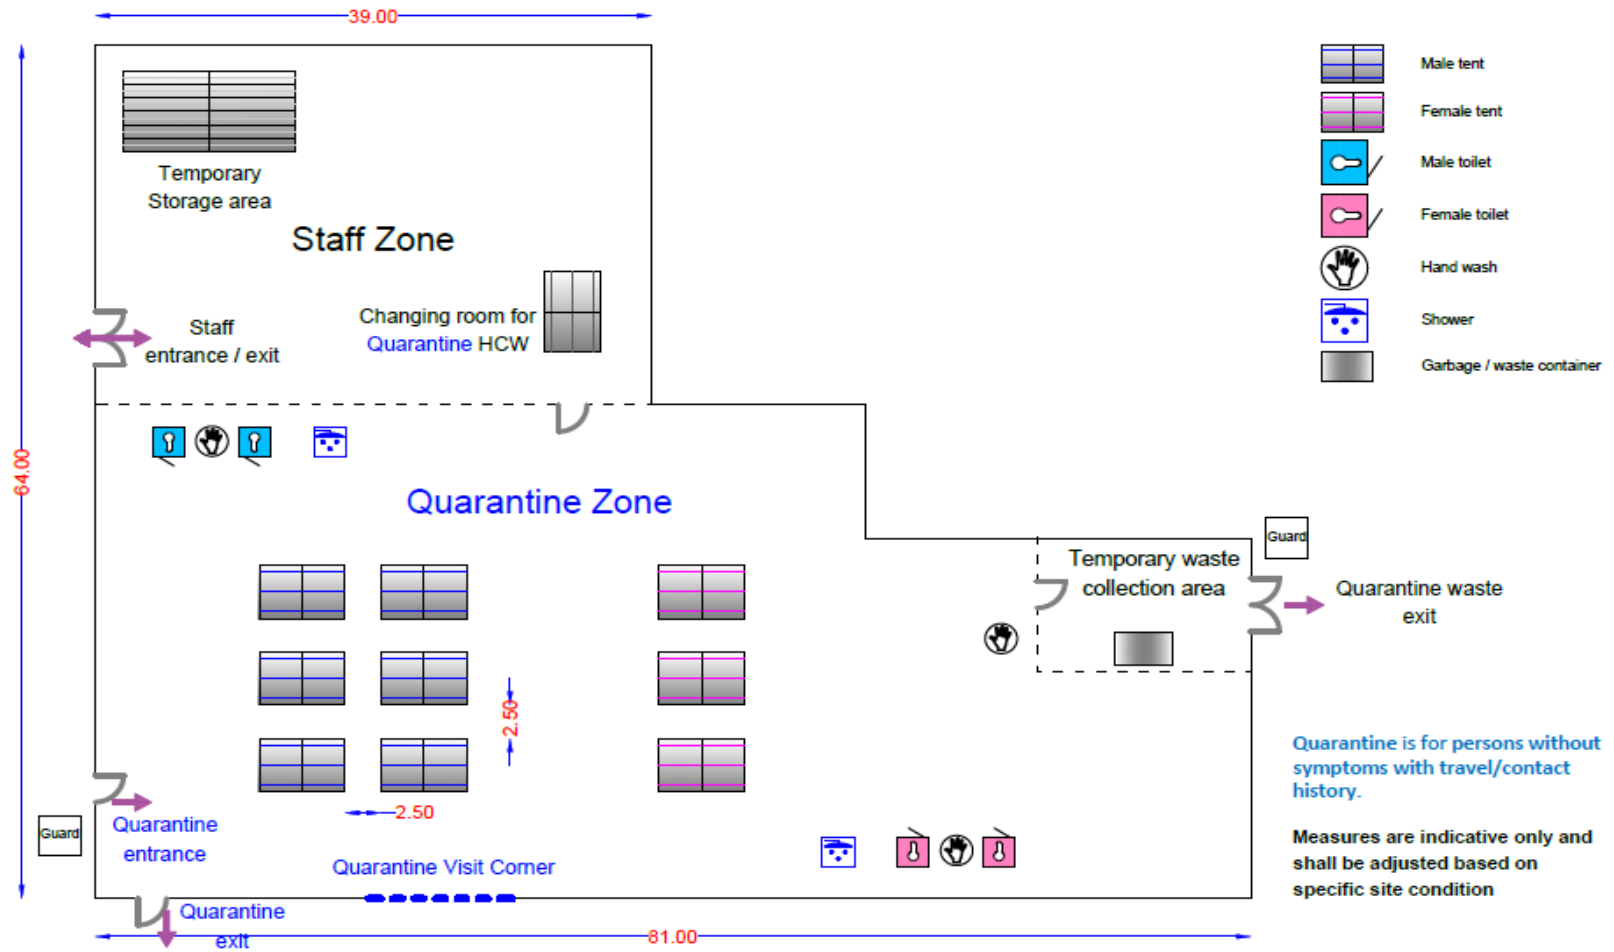 39.00
64.00
Temporary
Storage area
Staff Zone
Changing room for
Quarantine HCW
Staff
entrance / exit
Quarantine Zone
2.50
2.50
Quarantine
entrance
Guard
Quarantine Visit Corner
Quarantine
exit
81.00
Temporary waste
collection area
Guard
Quarantine waste
exit
Male tent
Female tent
Male toilet
Female toilet
Hand wash
Shower
Garbage / waste container
Quarantine is for persons without
symptoms with travel/contact
history.
Measures are indicative only and
shall be adjusted based on
specific site condition